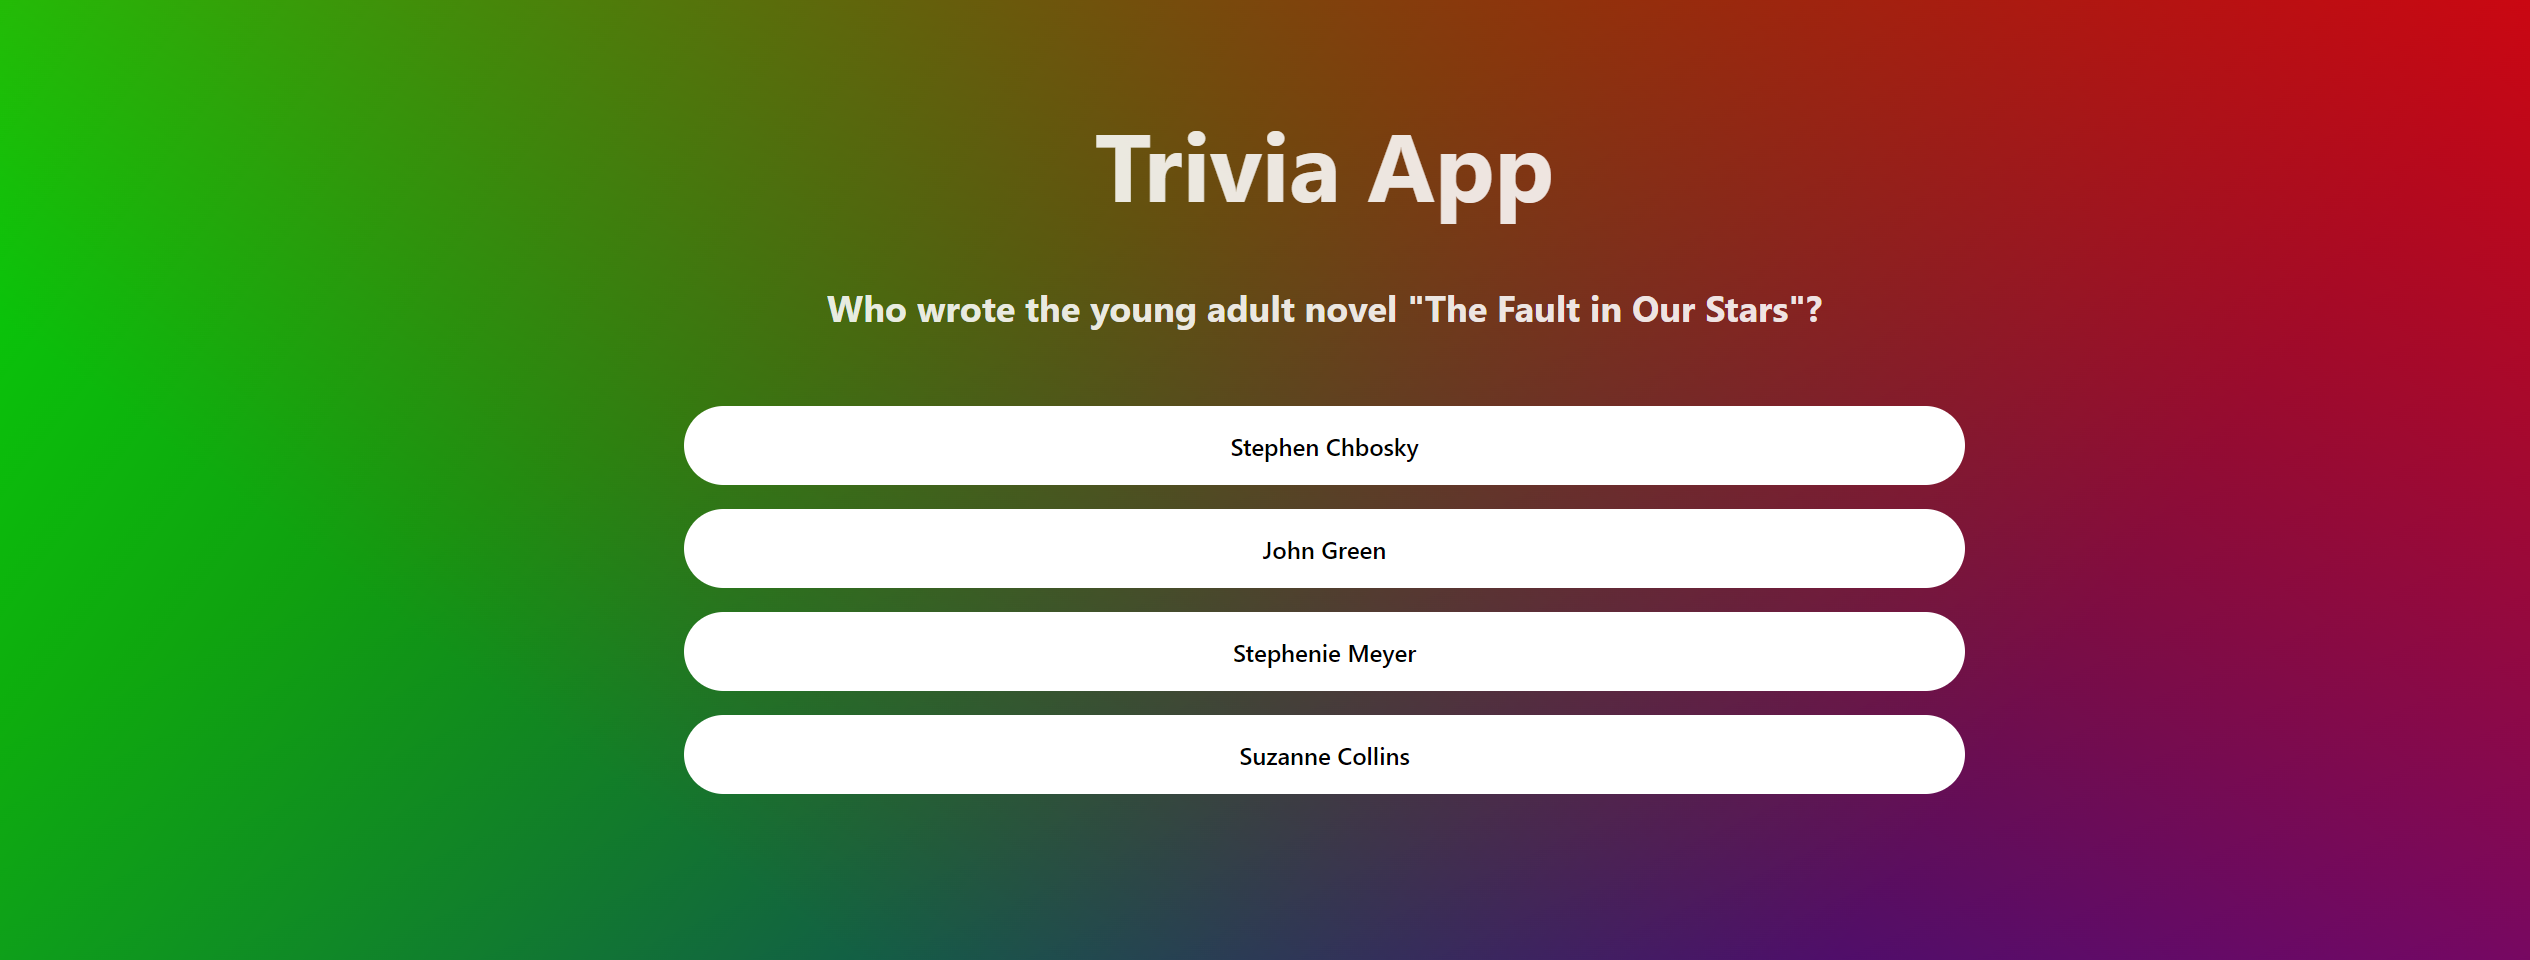 Trivia App
Who wrote the young adult novel "The Fault in Our Stars"?
Stephen Chbosky
John Green
Stephenie Meyer
Suzanne Collins